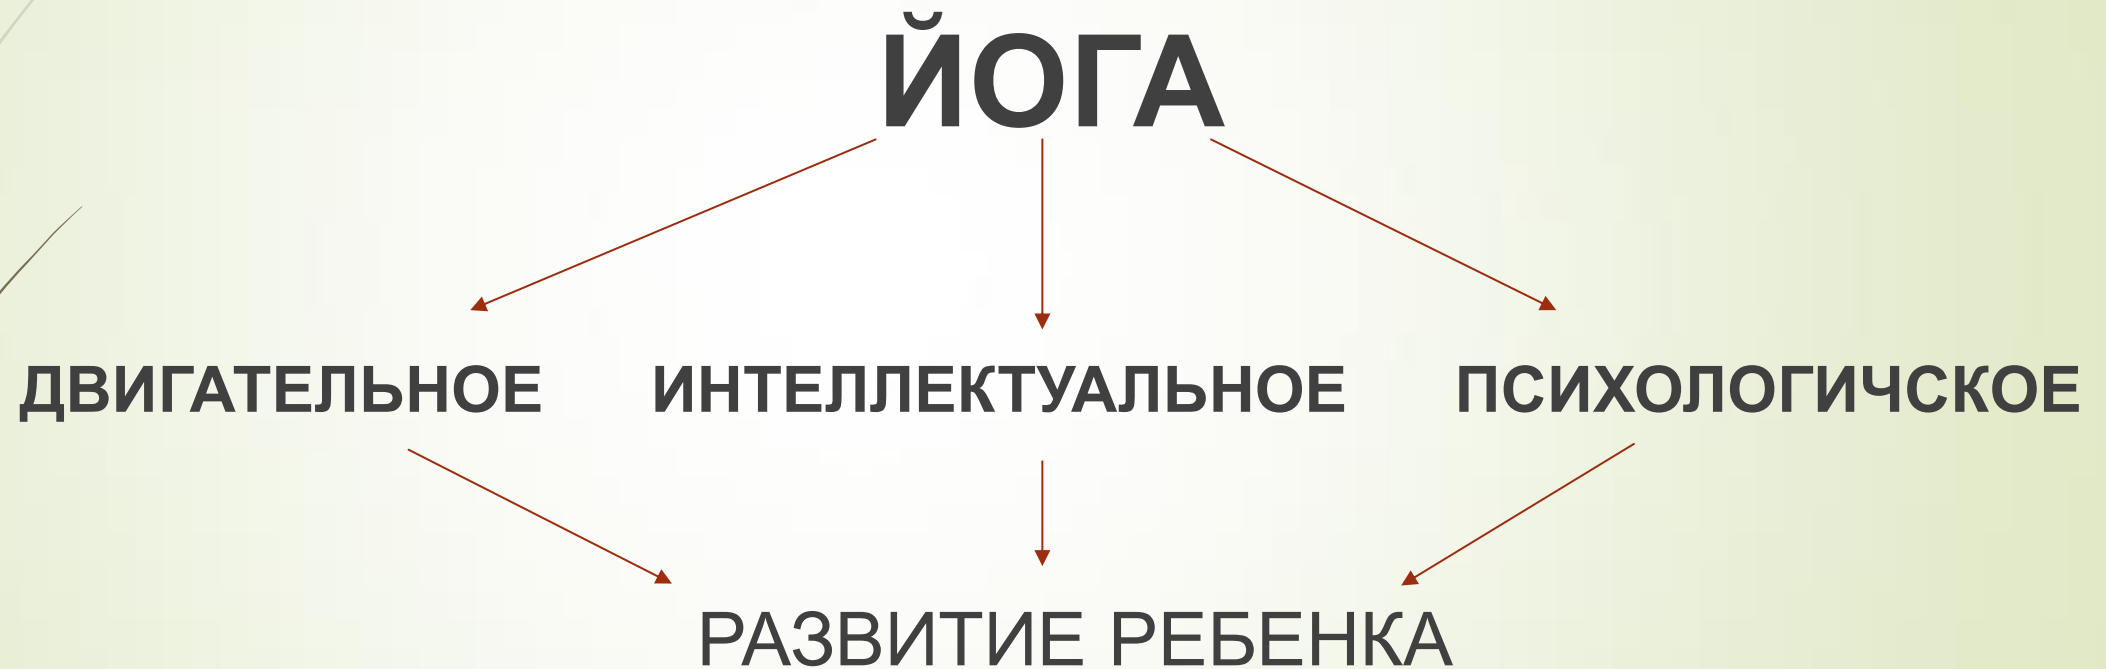 ЙОГА
ДВИГАТЕЛЬНОЕ ИНТЕЛЛЕКТУАЛЬНОЕ ПСИХОЛОГИЧСКОЕ
РАЗВИТИЕ РЕБЕНКА